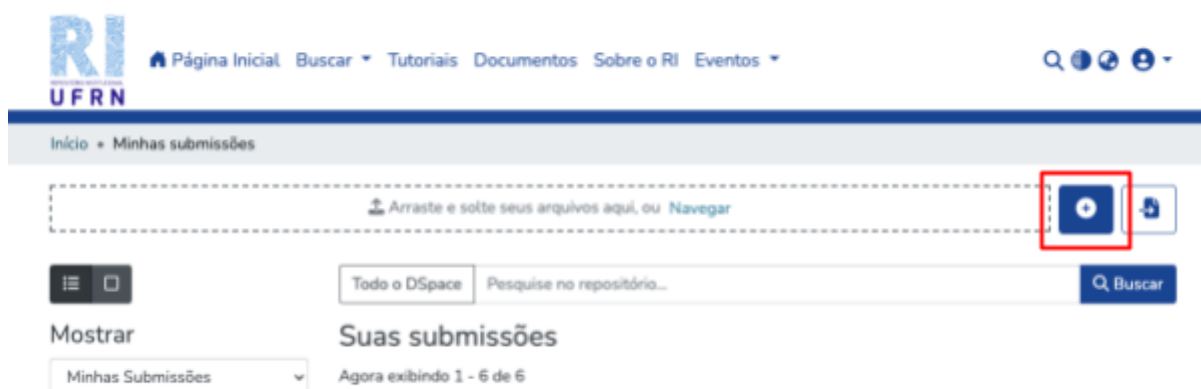 RI
UFRN
Página Inicial Buscar Tutoriais Documentos Sobre o RI Eventos
Início • Minhas submissões
Arraste e solte seus arquivos aqui, ou Navegar
Todo o DSpace Pesquise no repositório... Buscar
Mostrar
Suas submissões
Minhas Submissões
Agora exibindo 1 - 6 de 6